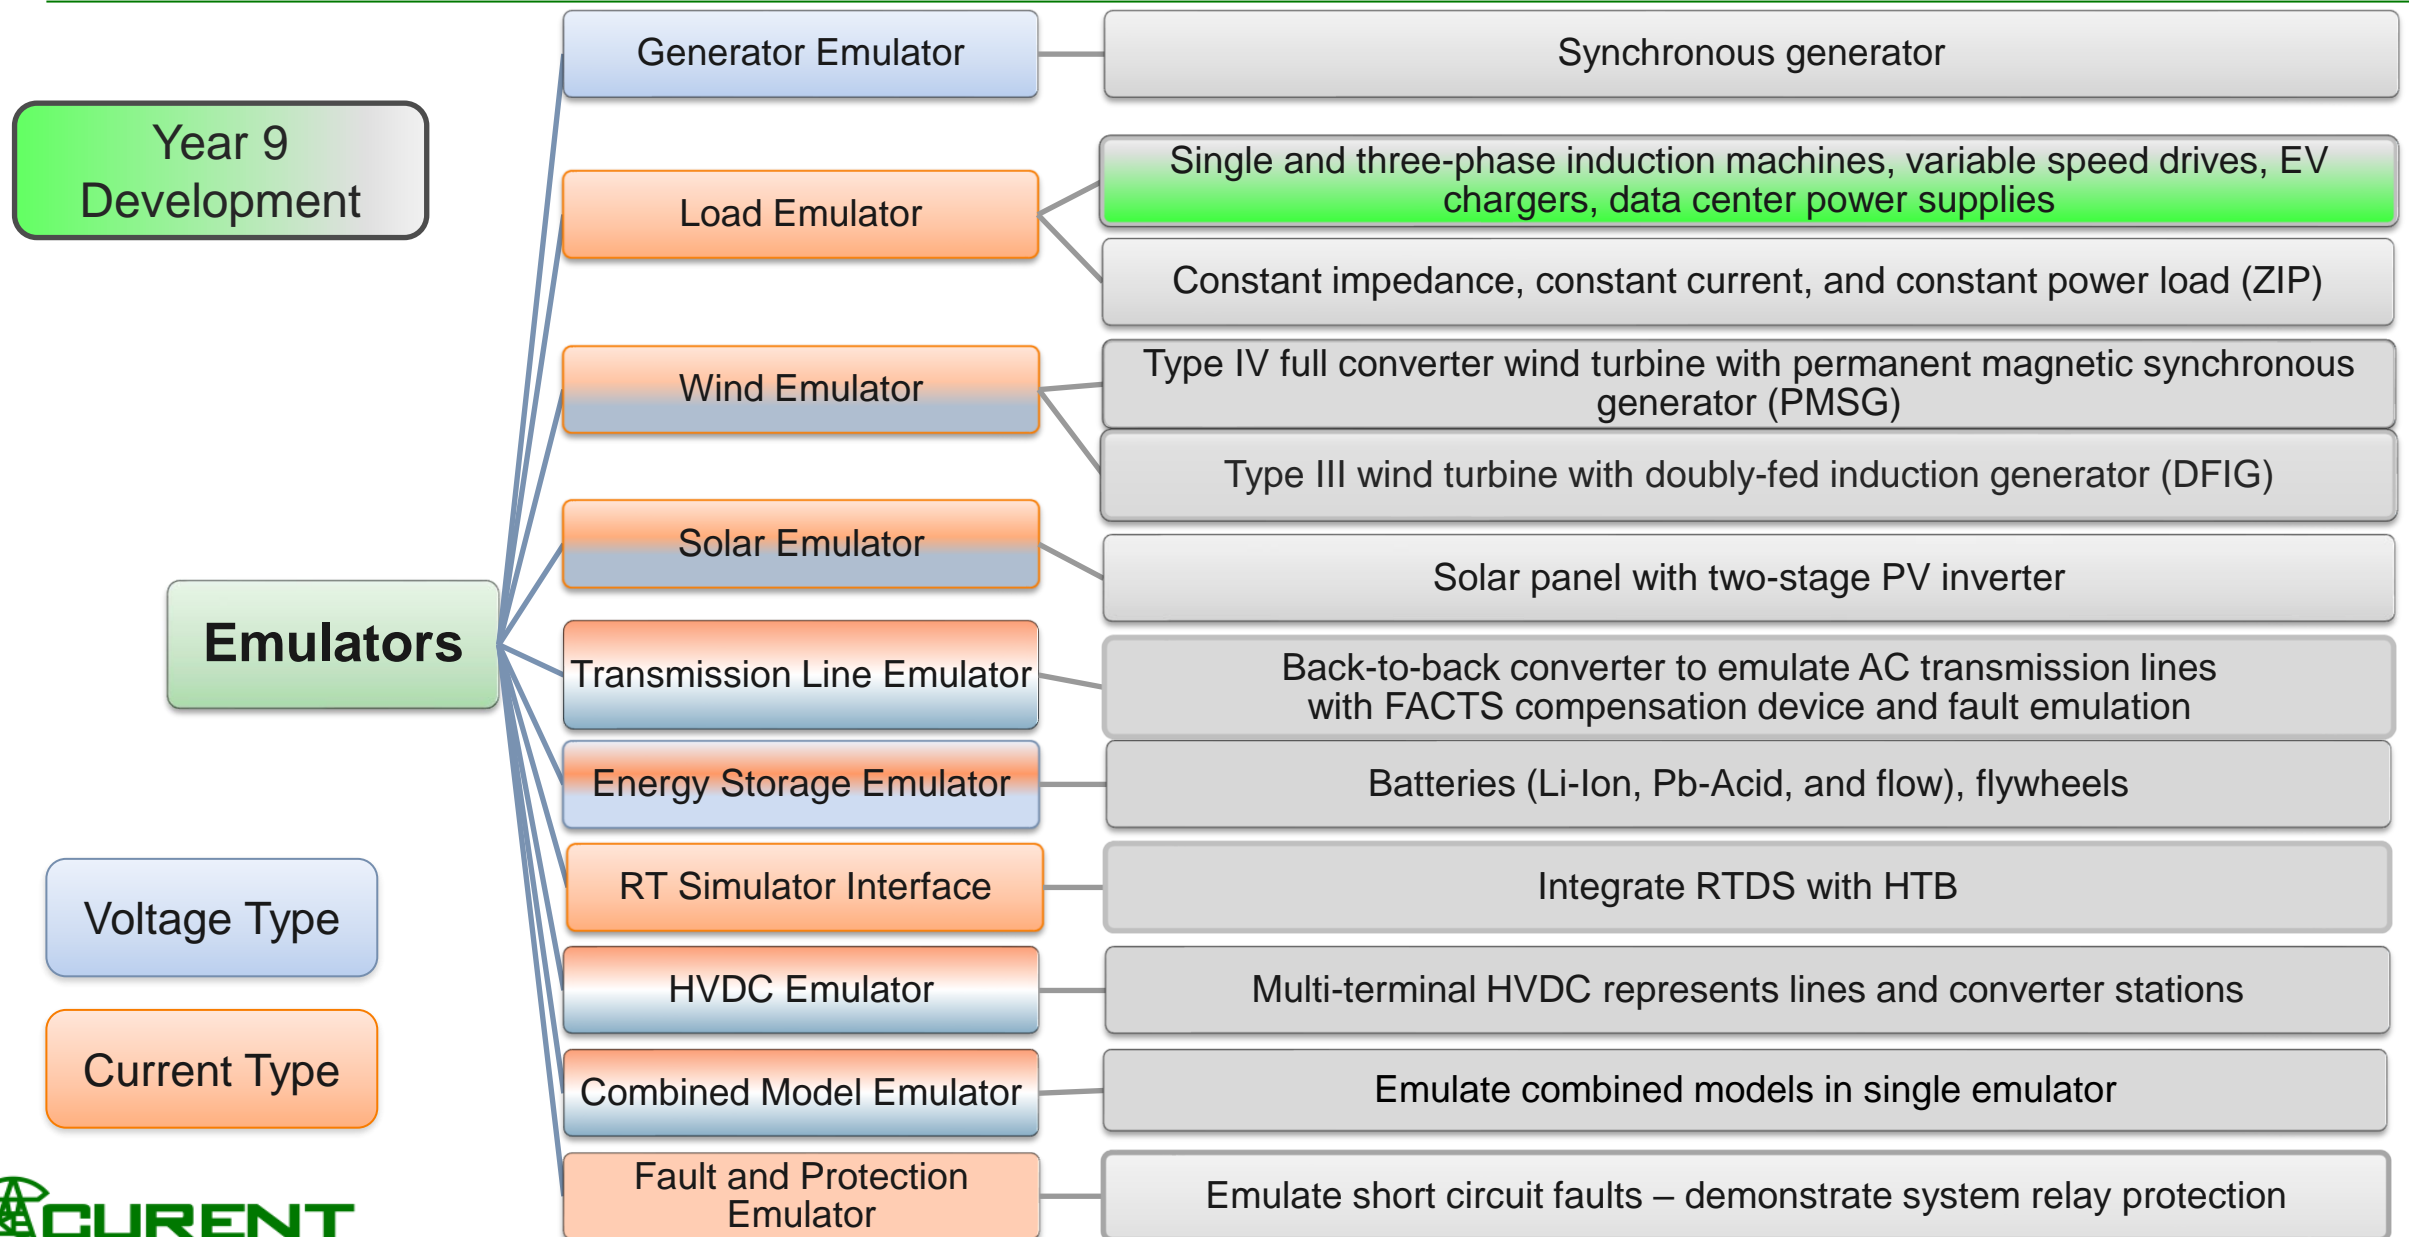 Generator Emulator
Synchronous generator
Year 9
Development
Load Emulator
Single and three-phase induction machines, variable speed drives, EV
chargers, data center power supplies
Constant impedance, constant current, and constant power load (ZIP)
Wind Emulator
Type IV full converter wind turbine with permanent magnetic synchronous
generator (PMSG)
Type III wind turbine with doubly-fed induction generator (DFIG)
Solar Emulator
Solar panel with two-stage PV inverter
Emulators
Transmission Line Emulator
Back-to-back converter to emulate AC transmission lines
with FACTS compensation device and fault emulation
Energy Storage Emulator
Batteries (Li-Ion, Pb-Acid, and flow), flywheels
RT Simulator Interface
Integrate RTDS with HTB
Voltage Type
HVDC Emulator
Multi-terminal HVDC represents lines and converter stations
Current Type
Combined Model Emulator
Emulate combined models in single emulator
Fault and Protection
Emulator
Emulate short circuit faults – demonstrate system relay protection
CURENT